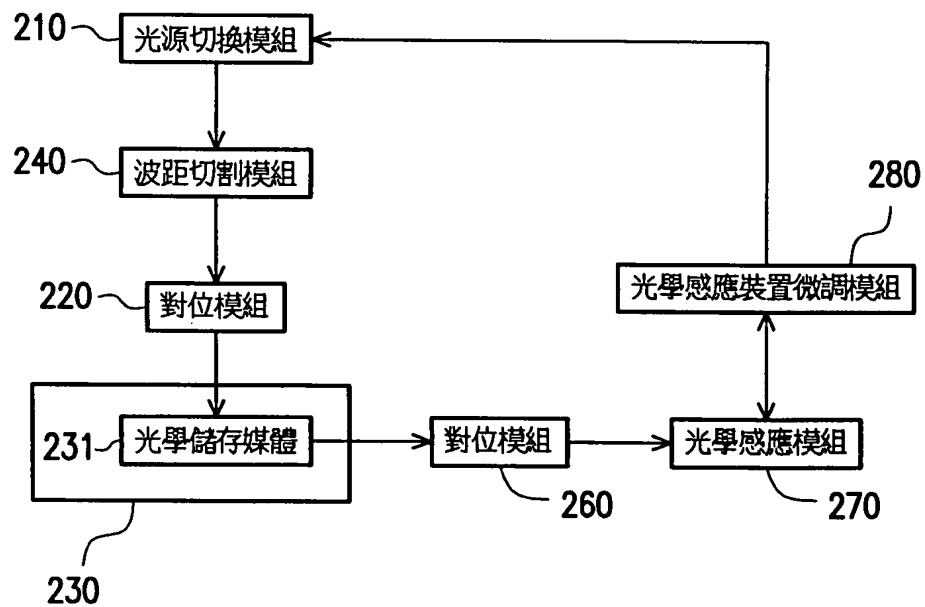 210
光源切換模組
240
波距切割模組
280
光學感應裝置微調模組
220
對位模組
231
光學儲存媒體
對位模組
光學感應模組
260
270
230